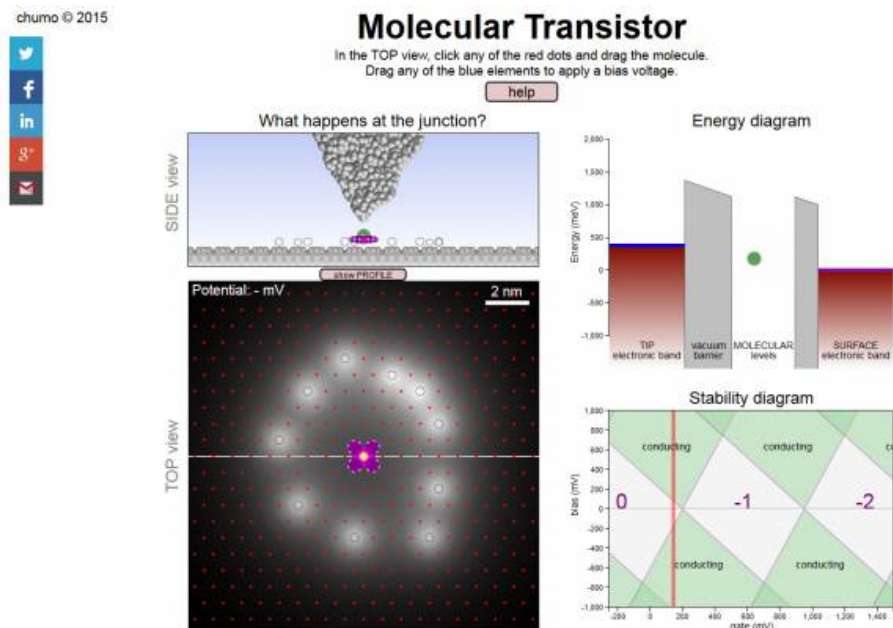 chumo © 2015
Molecular Transistor
In the TOP view, click any of the red dots and drag the molecule.
Drag any of the blue elements to apply a bias voltage.
help
What happens at the junction?
SIDE view
show PROFILE
Potential: - mV
2 nm
TOP view
Energy diagram
Energy (meV)
2,000
1,500
1,000
500
0
-500
-1,000
TIP
electronic band
vacuum
barrier
MOLECULAR
levels
SURFACE
electronic band
Stability diagram
bias (mV)
1,000
800
600
400
200
0
-200
-400
-600
-800
-1,000
conducting
conducting
0
-1
-2
conducting
conducting
-200
0
200
400
600
800
1,000
1,200
1,400
gate (mV)